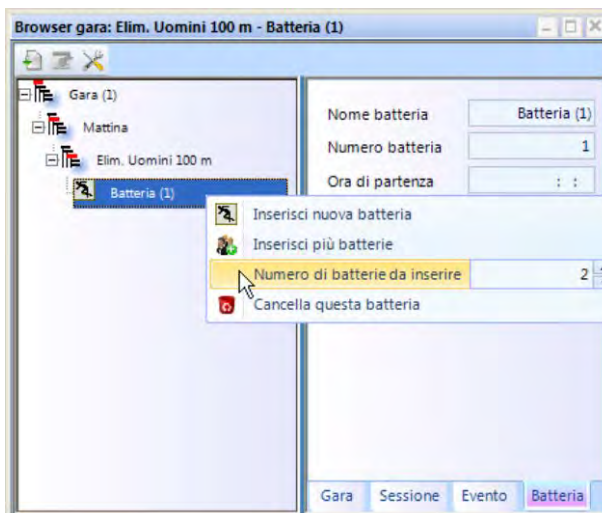 Browser gara: Elim. Uomini 100 m - Batteria (1)
Gara (1)
Mattina
Elim. Uomini 100 m
Batteria (1)
Nome batteria Batteria (1)
Numero batteria 1
Ora di partenza : :
Inserisci nuova batteria
Inserisci più batterie
Numero di batterie da inserire 2
Cancella questa batteria
Gara Sessione Evento Batteria